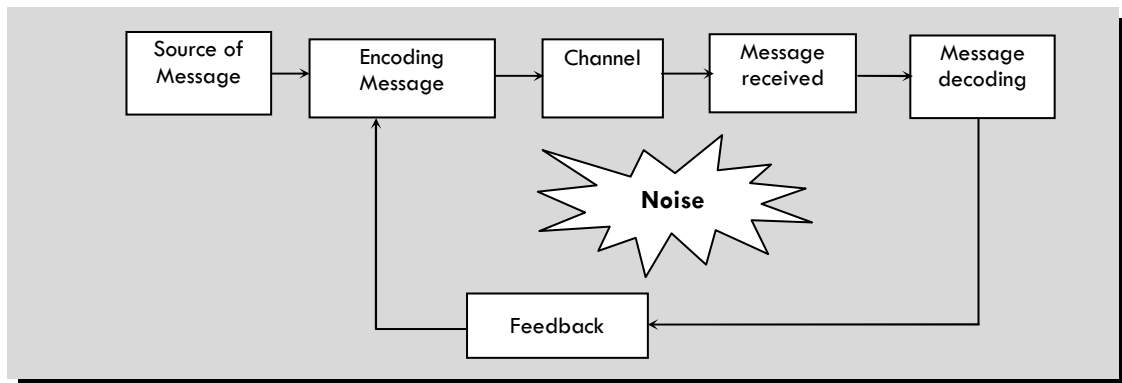 Source of
Message
Encoding
Message
Channel
Message
received
Message
decoding
Noise
Feedback